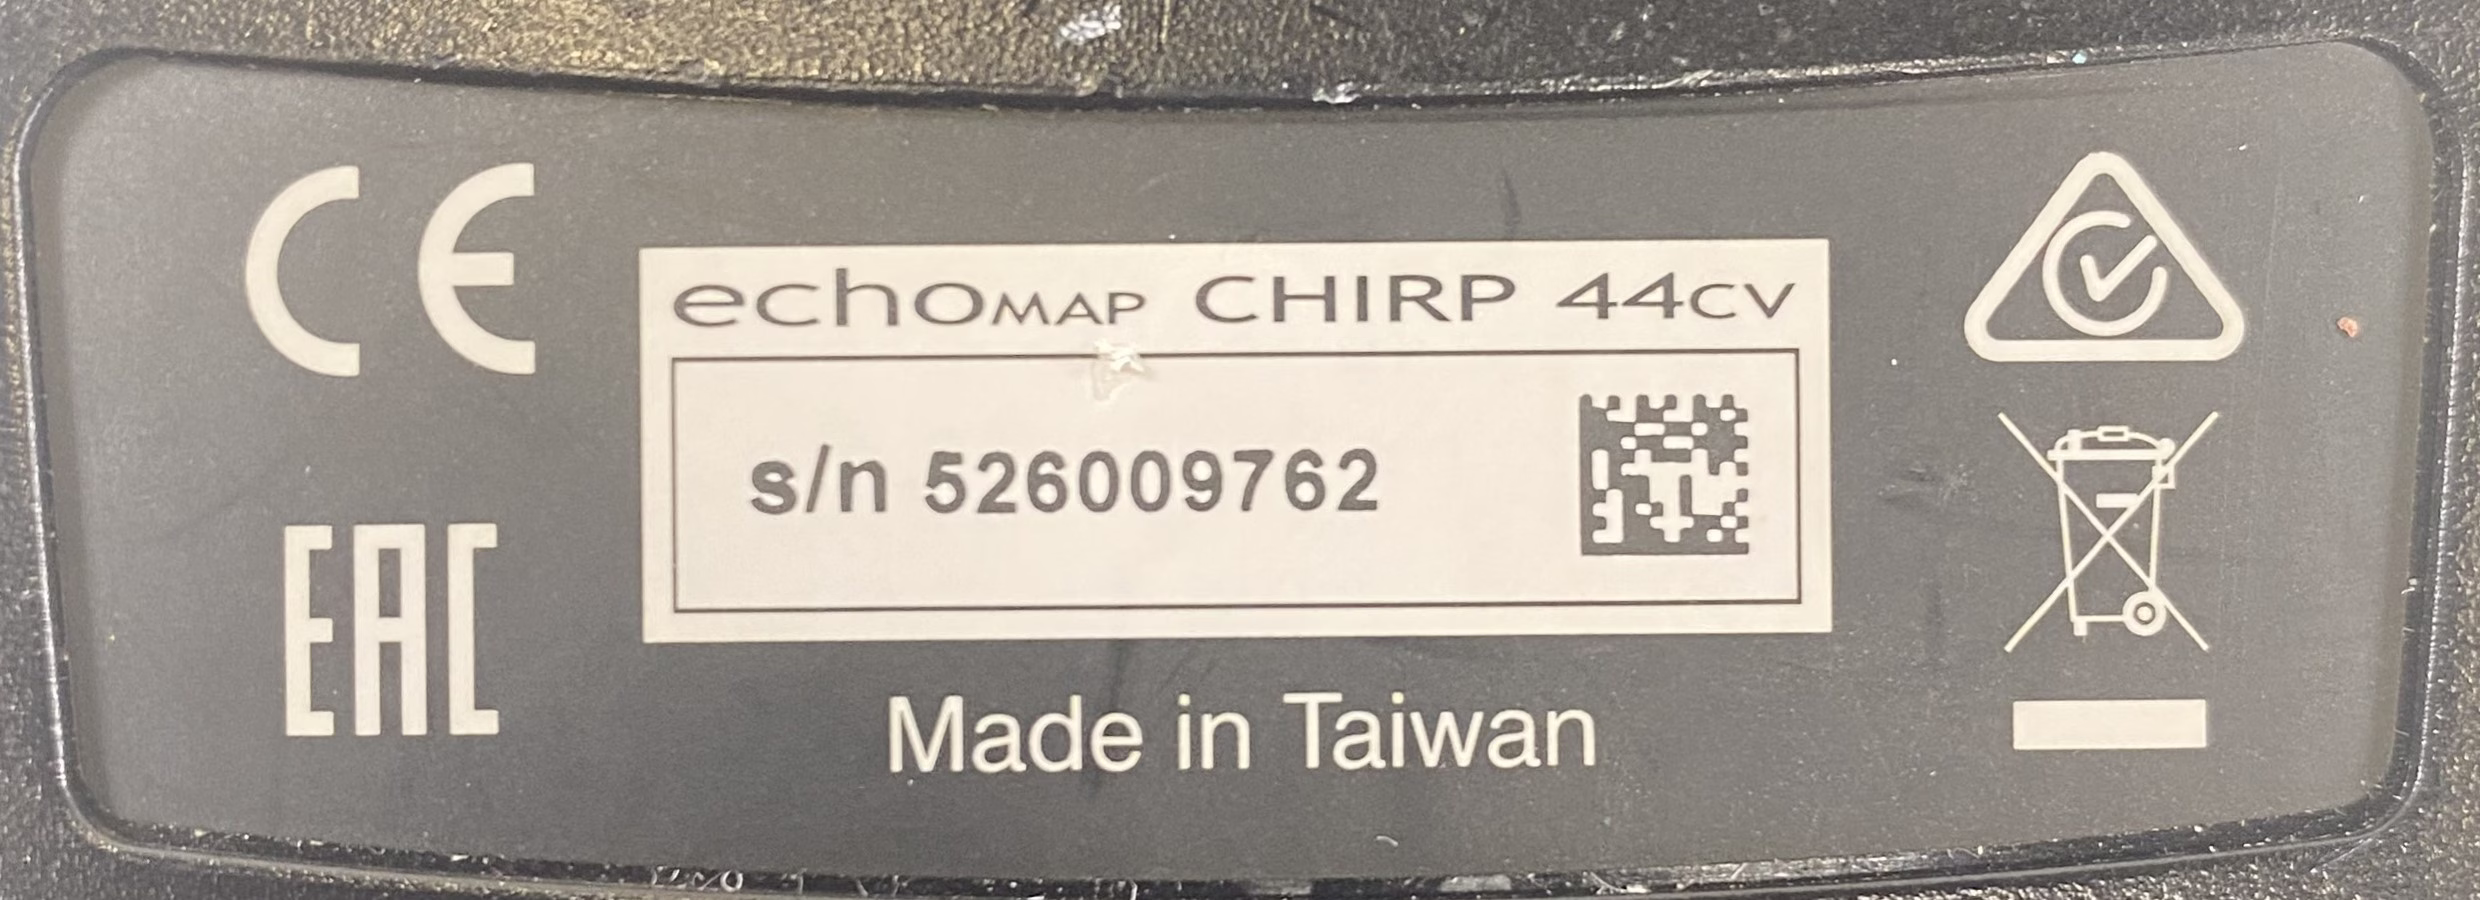 CE
echoMAP CHIRP 44cv
s/n 526009762
EAC
Made in Taiwan